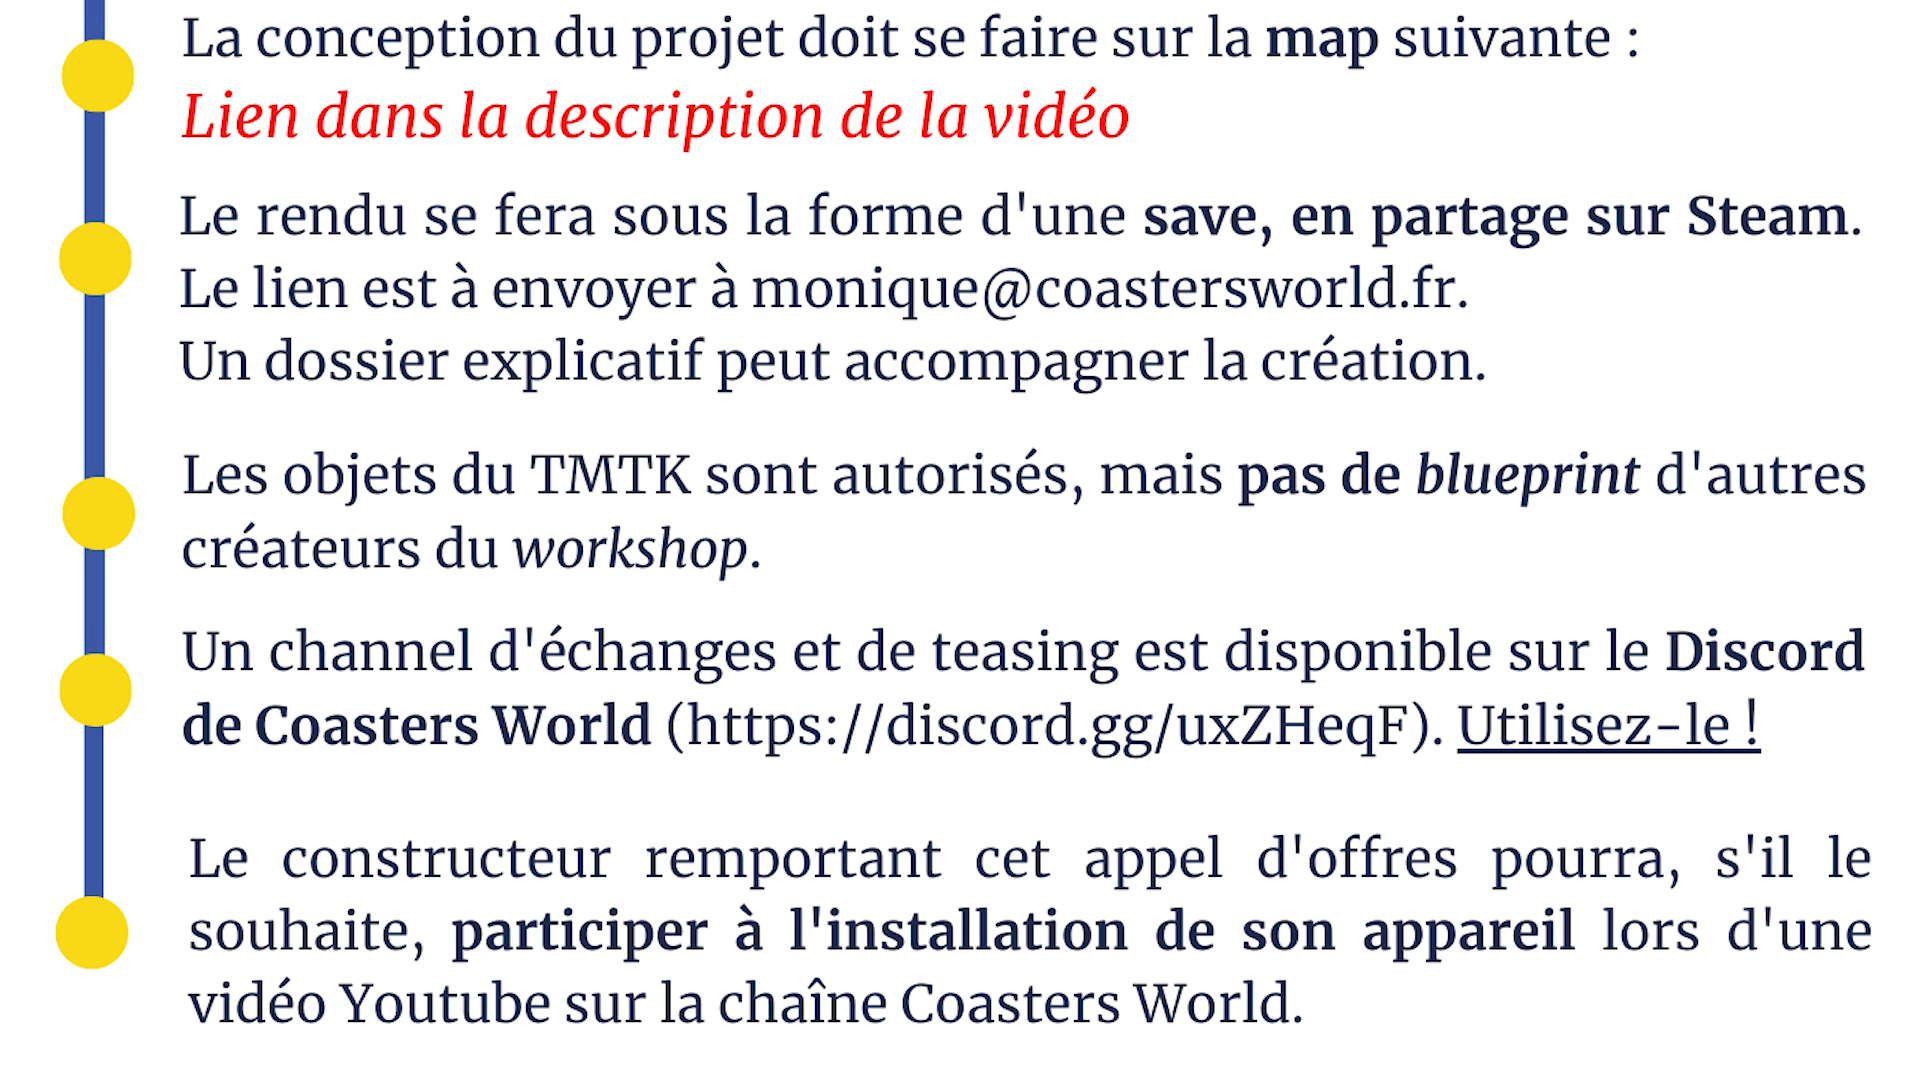 La conception du projet doit se faire sur la map suivante :
Lien dans la description de la vidéo
Le rendu se fera sous la forme d'une save, en partage sur Steam.
Le lien est à envoyer à monique@coastersworld.fr.
Un dossier explicatif peut accompagner la création.
Les objets du TMTK sont autorisés, mais pas de blueprint d'autres
créateurs du workshop.
Un channel d'échanges et de teasing est disponible sur le Discord
de Coasters World (https://discord.gg/uxZHeqF). Utilisez-le !
Le constructeur remportant cet appel d'offres pourra, s'il le
souhaite, participer à l'installation de son appareil lors d'une
vidéo Youtube sur la chaîne Coasters World.